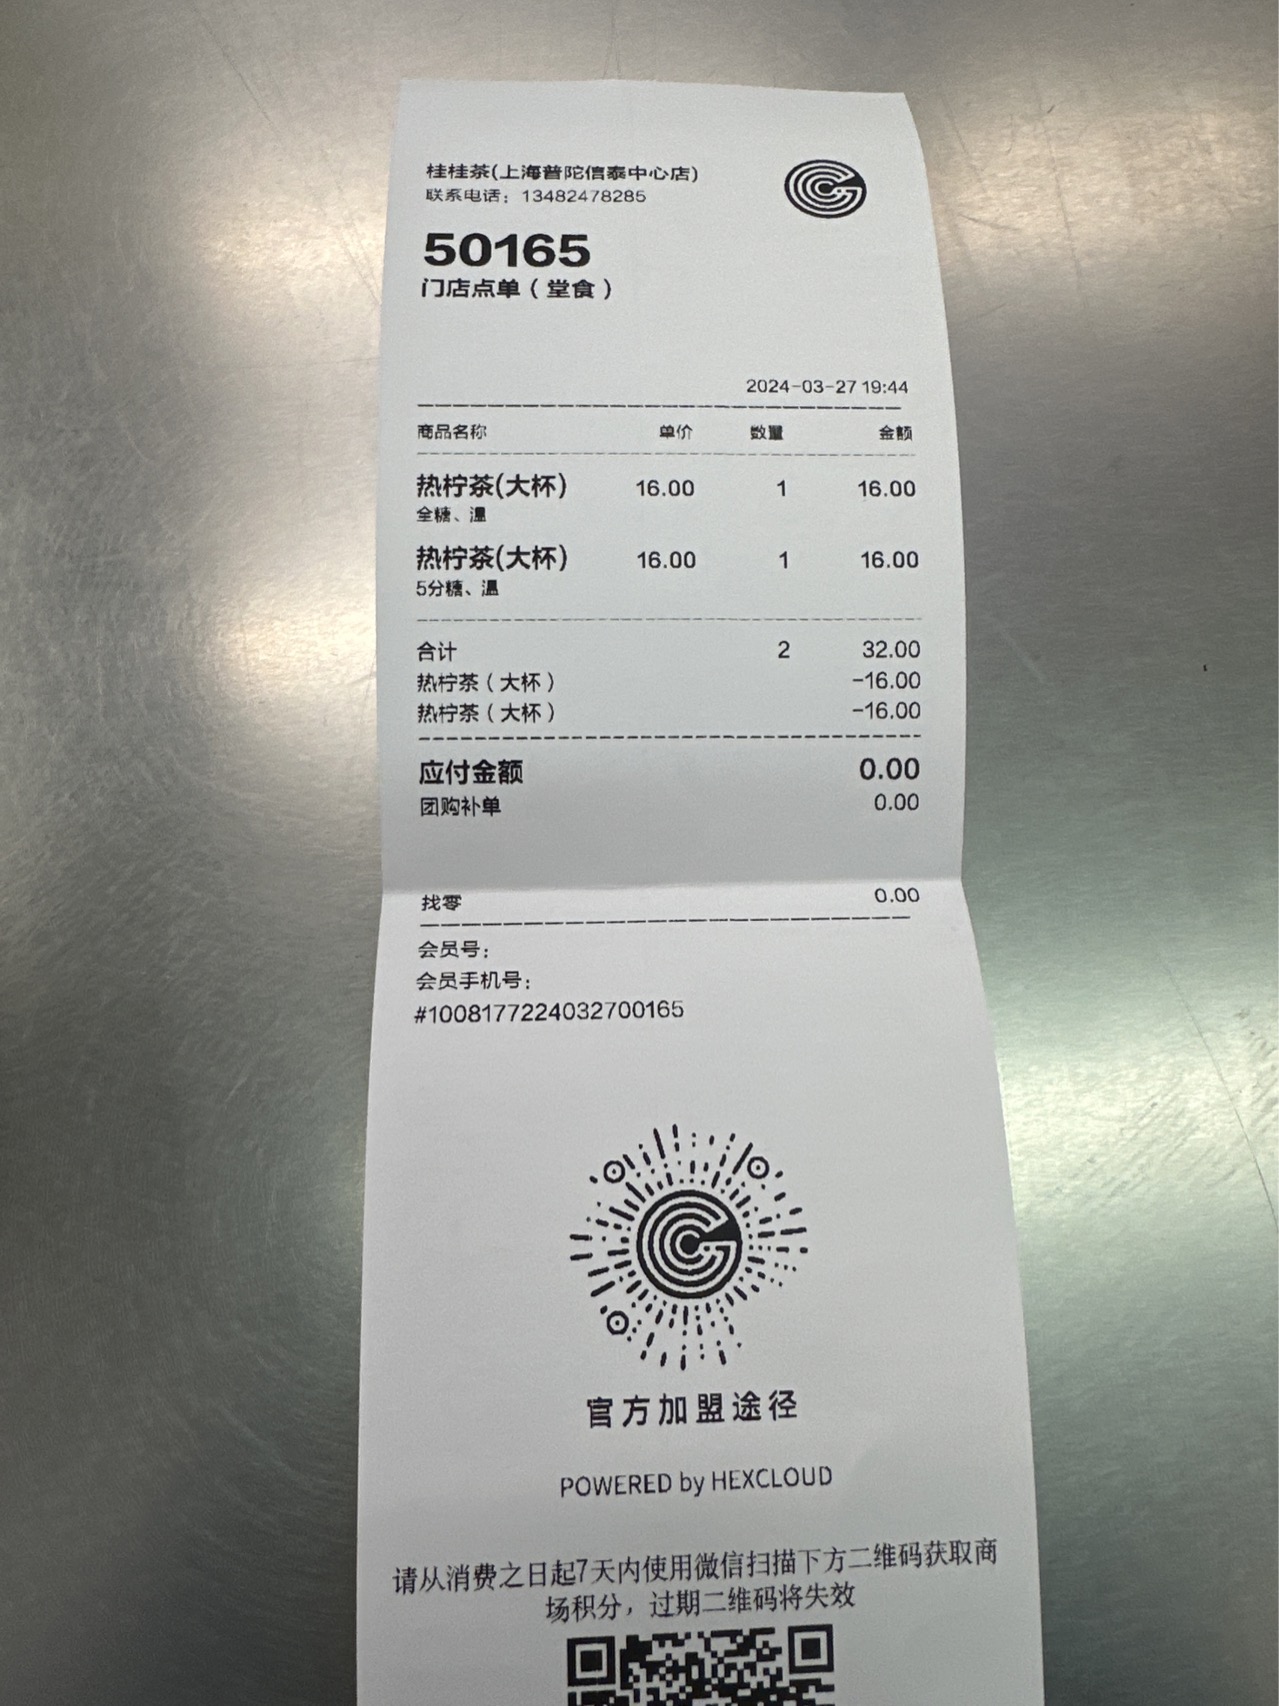 桂桂茶(上海普陀信泰中心店)
联系电话：13482478285
50165
门店点单（堂食）
2024-03-27 19:44
商品名称 单价 数量 金额
热柠茶(大杯) 16.00 1 16.00
全糖、温
热柠茶(大杯) 16.00 1 16.00
5分糖、温
合计 2 32.00
热柠茶（大杯） -16.00
热柠茶（大杯） -16.00
应付金额 0.00
团购补单 0.00
找零 0.00
会员号：
会员手机号：
#1008177224032700165
官方加盟途径
POWERED by HEXCLOUD
请从消费之日起7天内使用微信扫描下方二维码获取商
场积分，过期二维码将失效